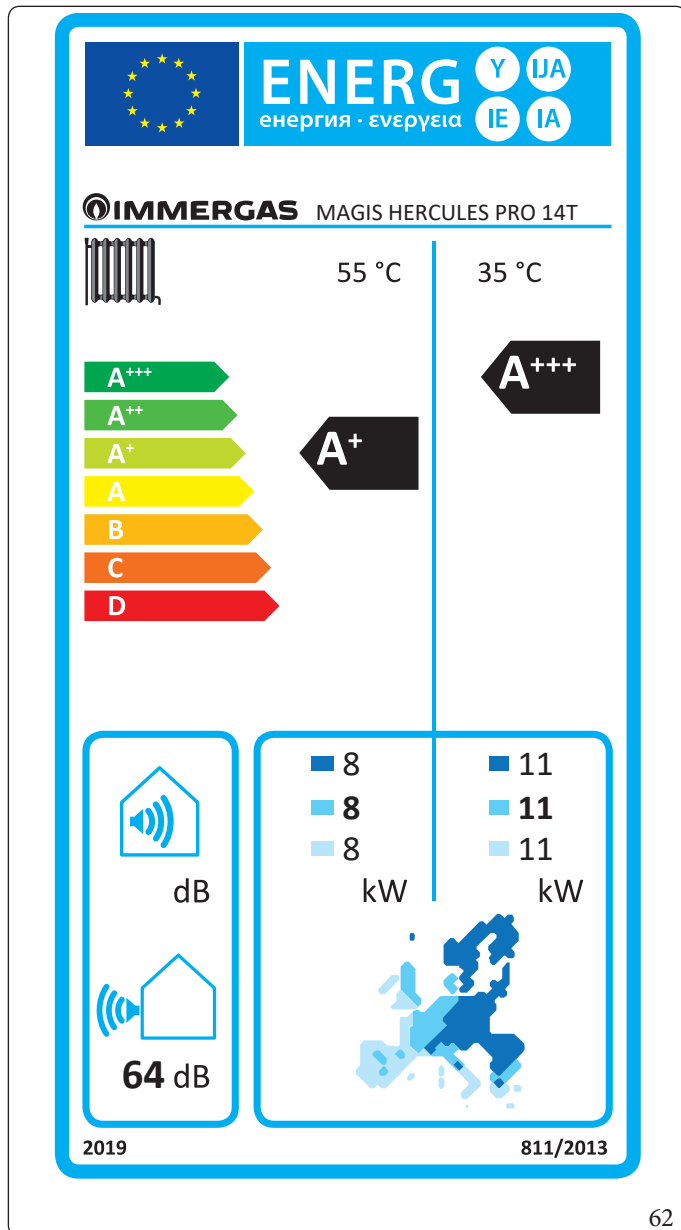 ENERG Y IJA
енергия · ενεργεια IE IA
IMMERGAS MAGIS HERCULES PRO 14T
55 °C 35 °C
A+++ A+++
A++
A+ A+
A
B
C
D
8 11
8 11
8 11
dB kW kW
64 dB
2019 811/2013
62